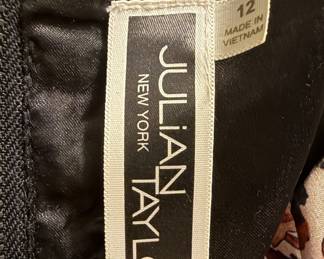 JULiAN
NEW YORK
TAYL
12
MADE IN
VIETNAM